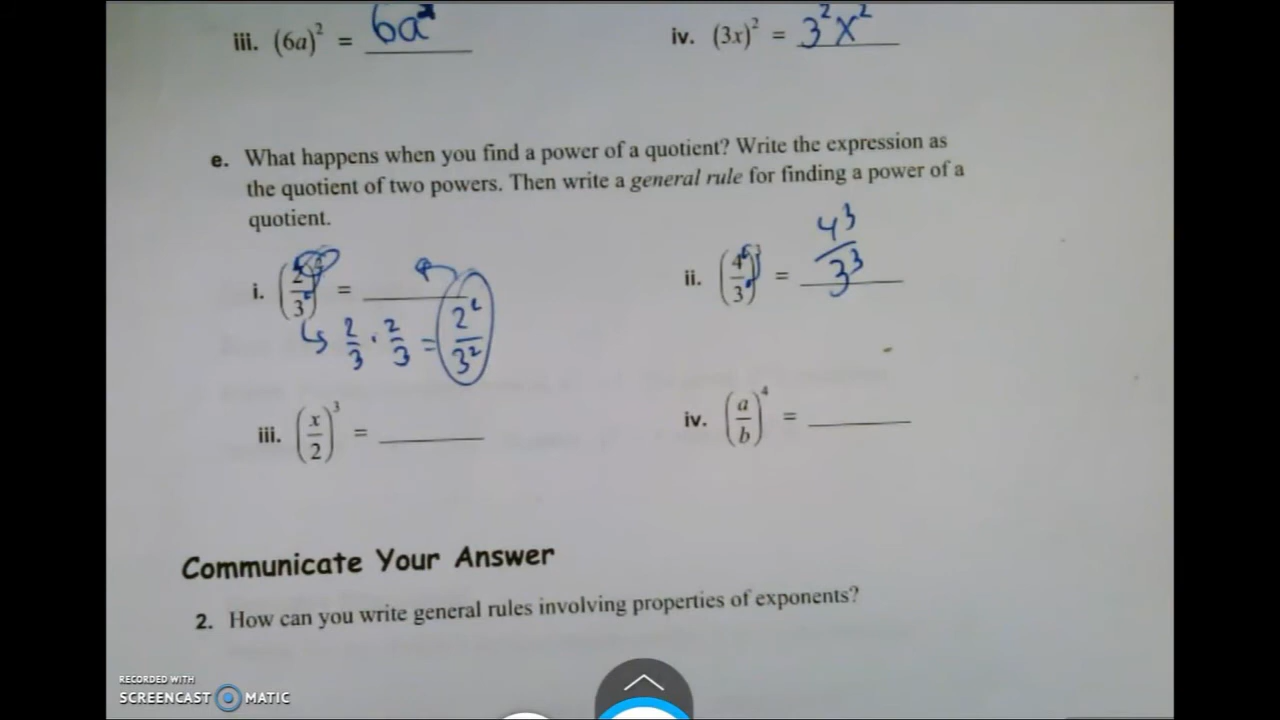 iii. (6a)² = 6a²
iv. (3x)² = 3²x²
e. What happens when you find a power of a quotient? Write the expression as
the quotient of two powers. Then write a general rule for finding a power of a
quotient.
i. (2/3) = ________
↳ 2/3 · 2/3 = 2²/3²
ii. (4/3)³ = 4³/3³
iii. (x/2)³ = ________
iv. (a/b)⁴ = ________
Communicate Your Answer
2. How can you write general rules involving properties of exponents?
RECORDED WITH
SCREENCAST MATIC